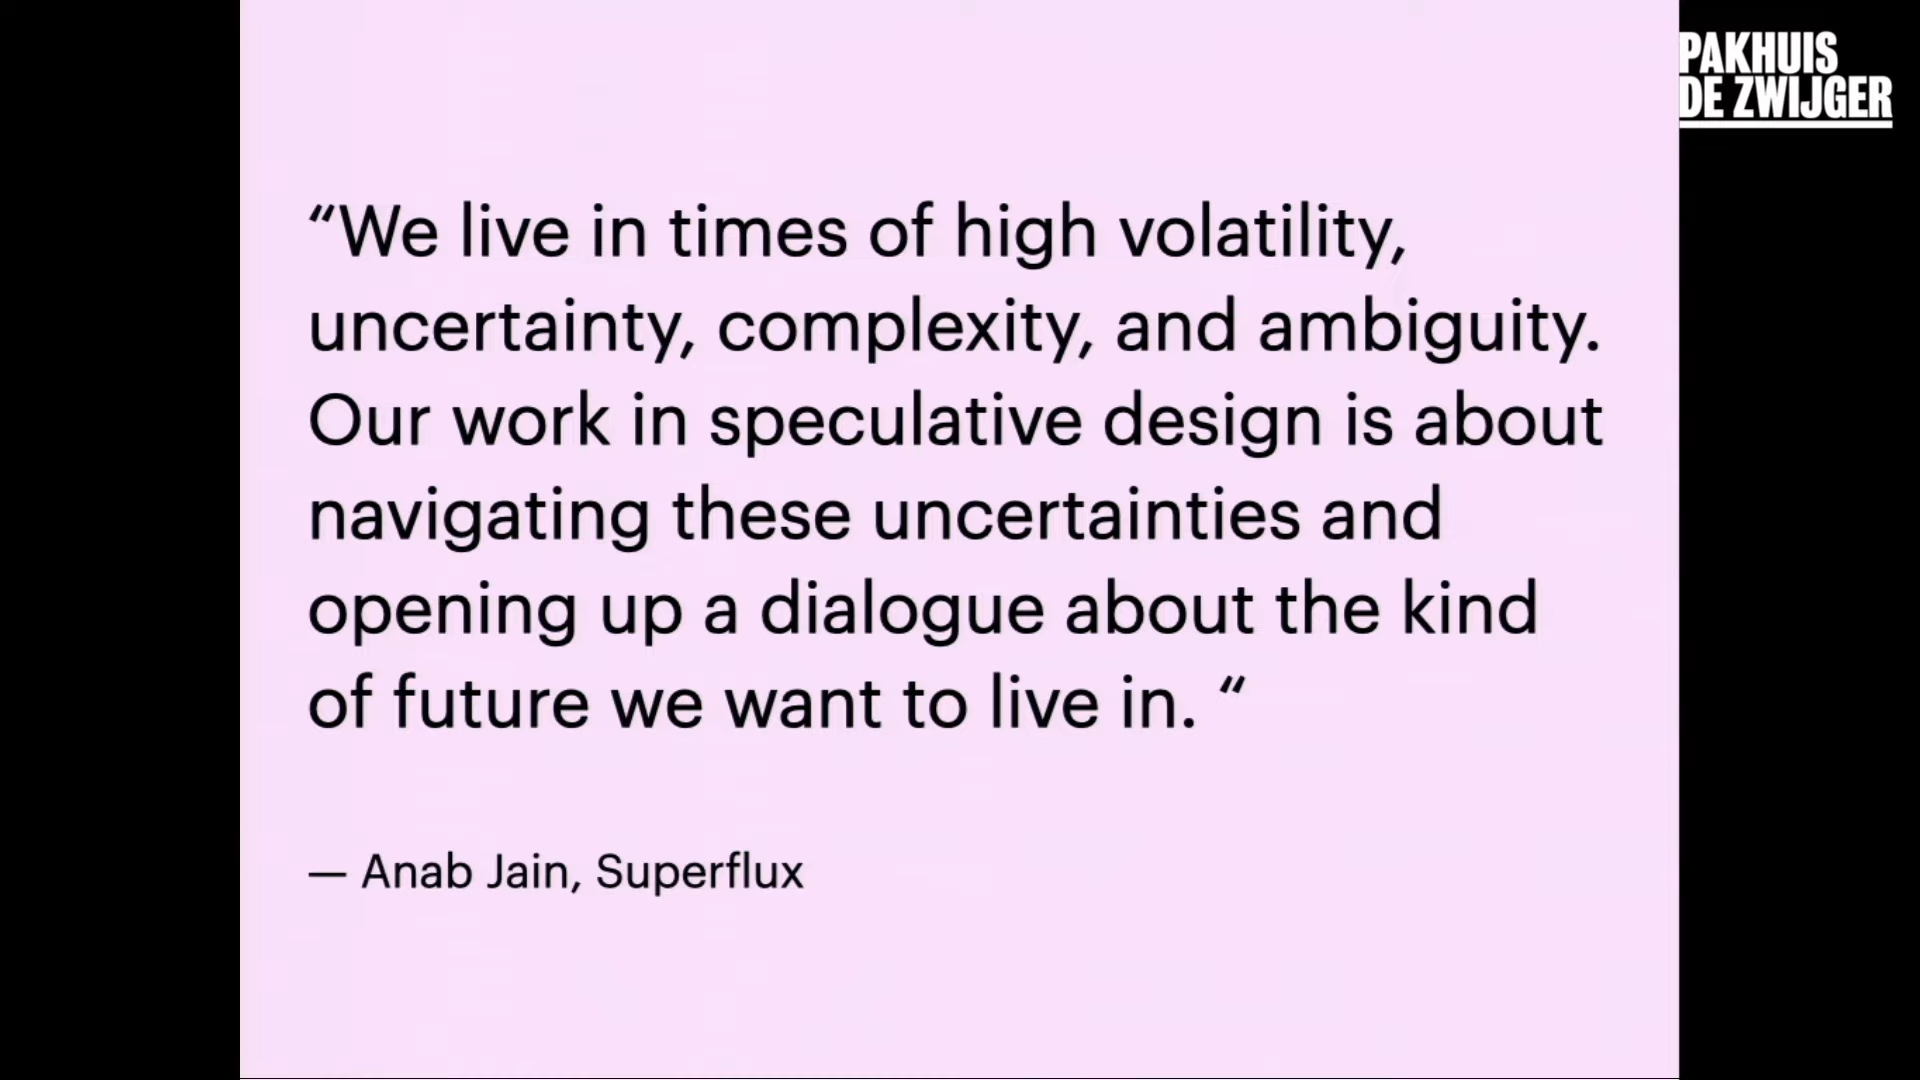 PAKHUIS
DE ZWIJGER
“We live in times of high volatility,
uncertainty, complexity, and ambiguity.
Our work in speculative design is about
navigating these uncertainties and
opening up a dialogue about the kind
of future we want to live in. “
— Anab Jain, Superflux